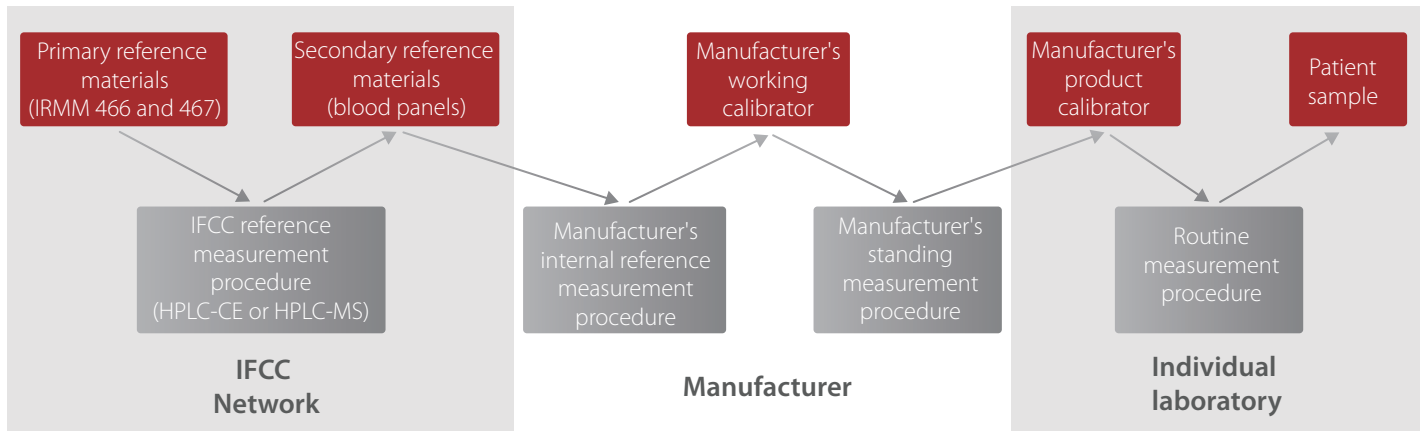 Primary reference
materials
(IRMM 466 and 467)
Secondary reference
materials
(blood panels)
Manufacturer's
working
calibrator
Manufacturer's
product
calibrator
Patient
sample
IFCC reference
measurement
procedure
(HPLC-CE or HPLC-MS)
Manufacturer's
internal reference
measurement
procedure
Manufacturer's
standing
measurement
procedure
Routine
measurement
procedure
IFCC
Network
Manufacturer
Individual
laboratory